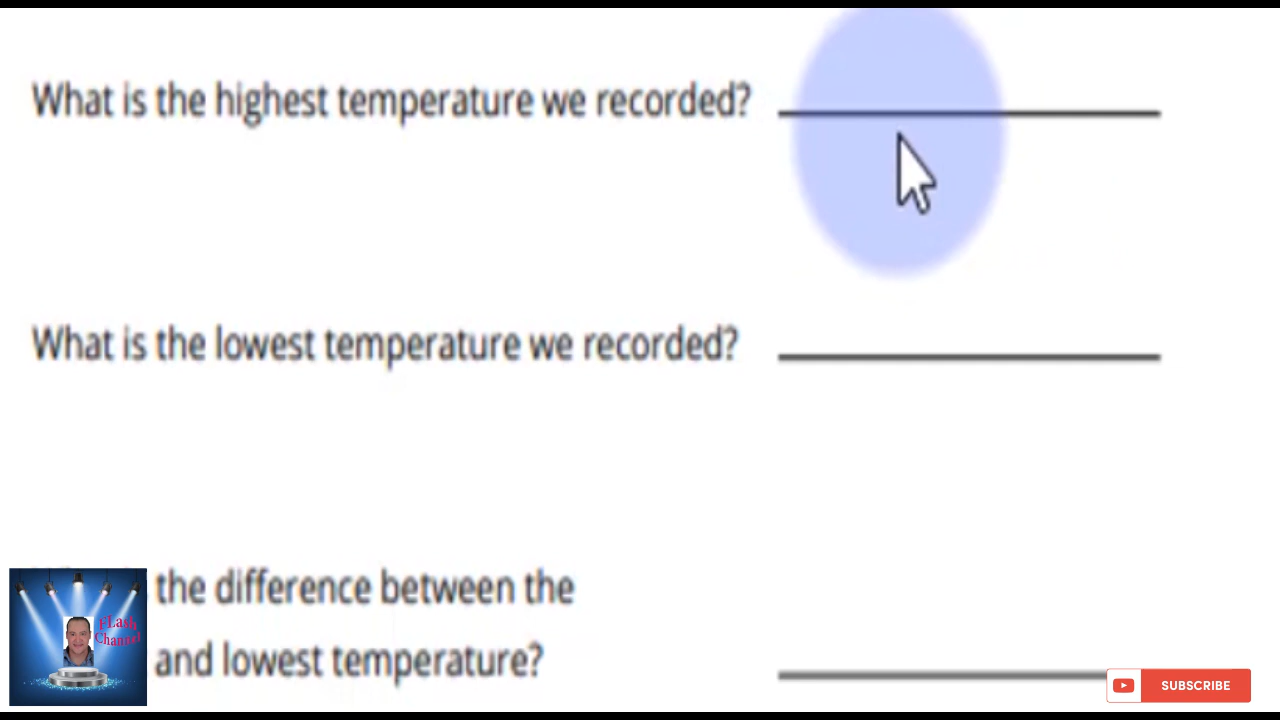 What is the highest temperature we recorded?
What is the lowest temperature we recorded?
the difference between the
and lowest temperature?
FLash
Channel
SUBSCRIBE